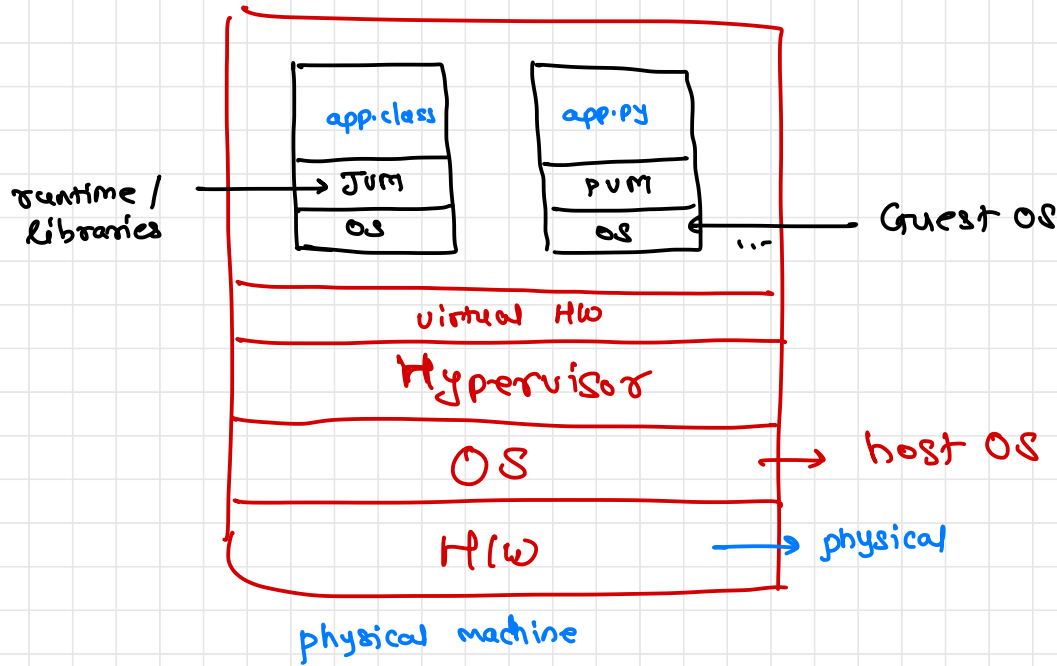 app.class
app.py
runtime /
libraries
JVM
PVM
OS
OS
...
Guest OS
virtual HW
Hypervisor
OS
host OS
H/W
physical
physical machine